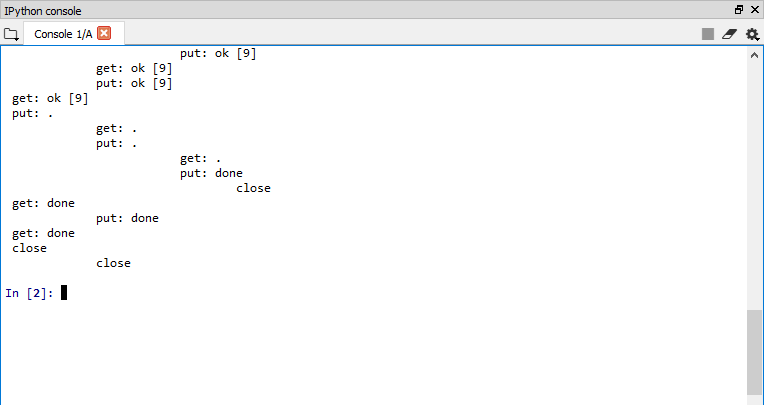 IPython console
Console 1/A
put: ok [9]
get: ok [9]
put: ok [9]
get: ok [9]
put: .
get: .
put: .
get: .
put: done
close
get: done
put: done
get: done
close
close
In [2]: